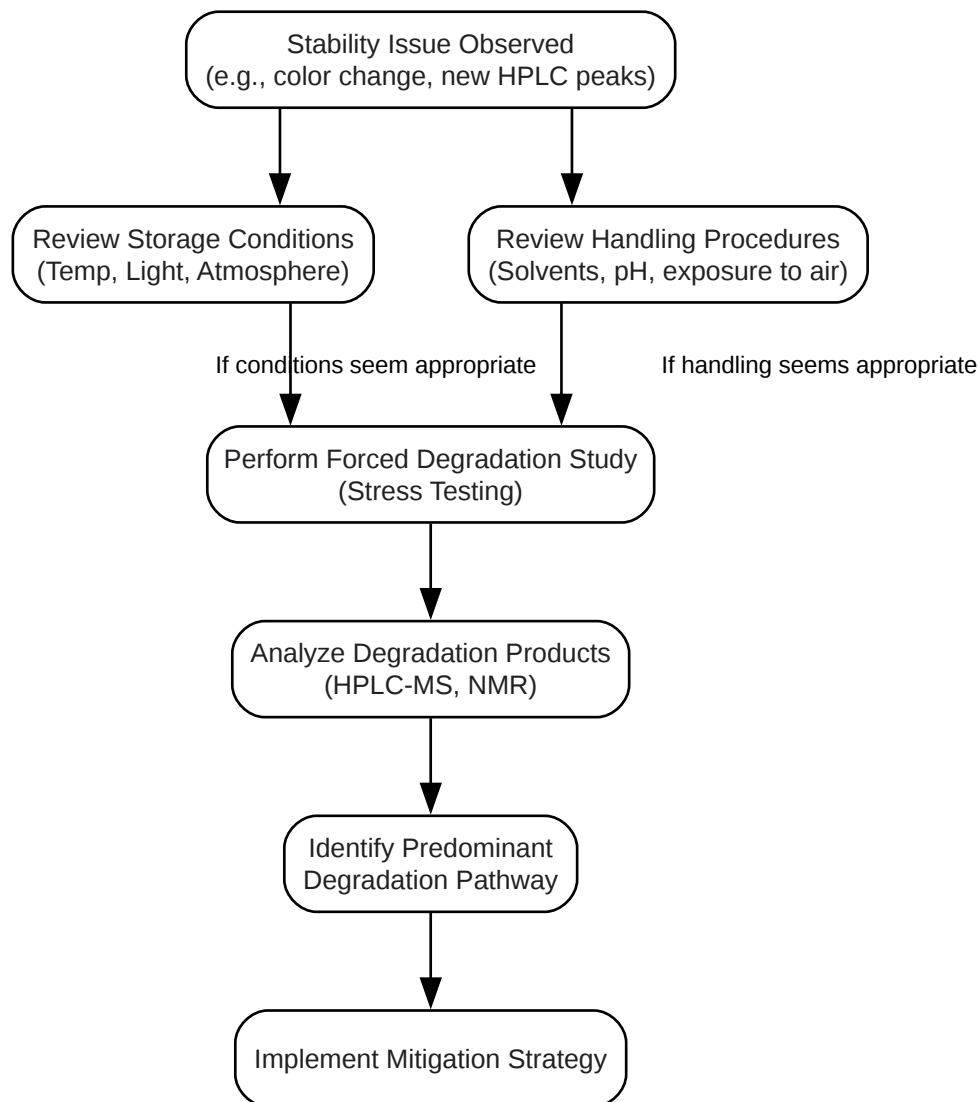 Stability Issue Observed
(e.g., color change, new HPLC peaks)
Review Storage Conditions
(Temp, Light, Atmosphere)
Review Handling Procedures
(Solvents, pH, exposure to air)
If conditions seem appropriate
If handling seems appropriate
Perform Forced Degradation Study
(Stress Testing)
Analyze Degradation Products
(HPLC-MS, NMR)
Identify Predominant
Degradation Pathway
Implement Mitigation Strategy